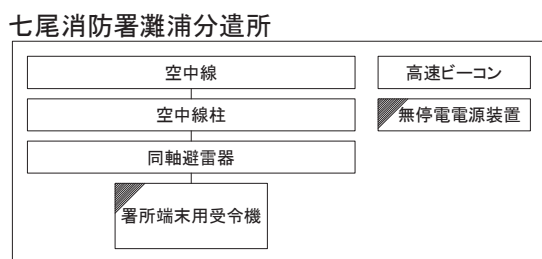 七尾消防署灘浦分遣所
空中線
高速ビーコン
空中線柱
無停電電源装置
同軸避雷器
署所端末用受令機